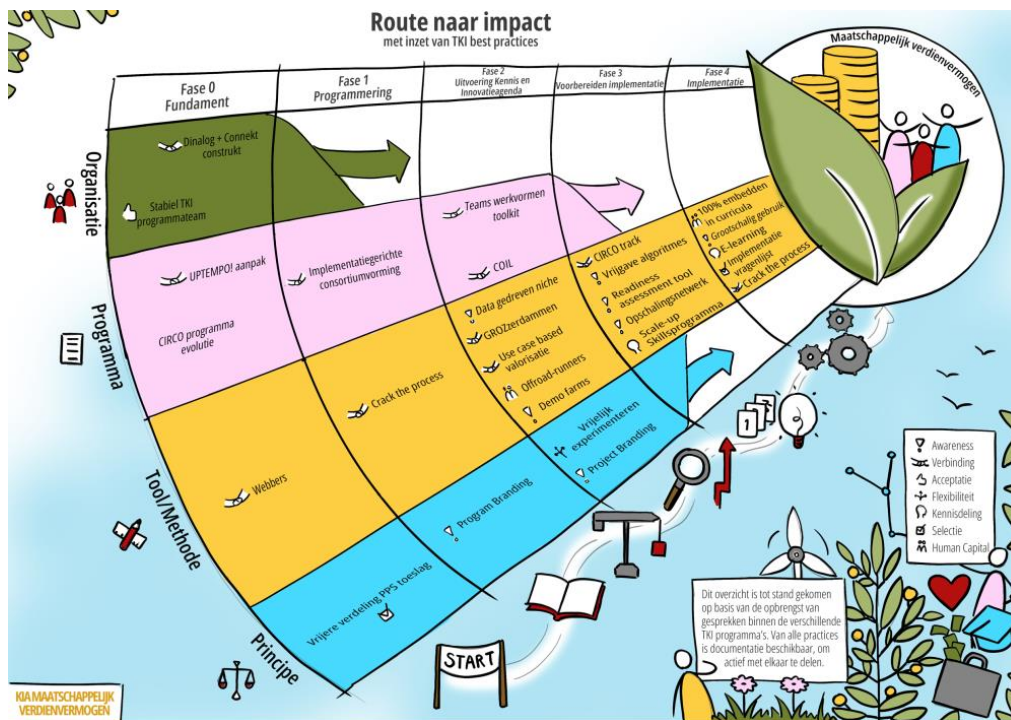 Route naar impact
met inzet van TKI best practices
Maatschappelijk verdienvermogen
Fase 0
Fundament
Fase 1
Programmering
Fase 2
Uitvoering Kennis en
Innovatieagenda
Fase 3
Voorbereiden implementatie
Fase 4
Implementatie
Organisatie
Dinalog + Connekt
construkt
Stabiel TKI
programmateam
Programma
UPTEMPO! aanpak
CIRCO programma
evolutie
Implementatiegerichte
consortiumvorming
Teams werkvormen
toolkit
COIL
Tool/Methode
Webbers
Crack the process
Data gedreven niche
GROZzerdammen
Use case based
valorisatie
Offroad-runners
Demo farms
CIRCO track
Vrijgave algoritmes
Readiness
assessment tool
Opschalingsnetwerk
Scale-up
Skillsprogramma
100% embedden
in curricula
Grootschalig gebruik
E-learning
Implementatie
vragenlijst
Crack the process
Principe
Vrijere verdeling PPS toeslag
Program Branding
Vrijelijk
experimenteren
Project Branding
START
1
Awareness
Verbinding
Acceptatie
Flexibiliteit
Kennisdeling
Selectie
Human Capital
Dit overzicht is tot stand gekomen
op basis van de opbrengst van
gesprekken binnen de verschillende
TKI programma's. Van alle practices
is documentatie beschikbaar, om
actief met elkaar te delen.
KIA MAATSCHAPPELIJK
VERDIENVERMOGEN